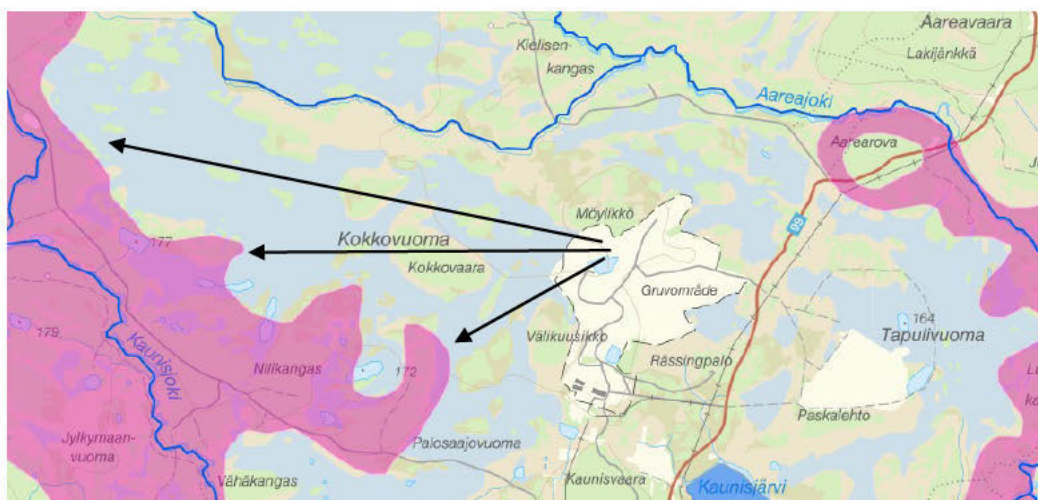 Aareavaara
Lakijänkkä
Kielisen-
kangas
Aareajoki
Aarearova
Möylikkö
99
177
Kokkovuoma
Kokkovaara
Gruvområde
164
Tapulivuoma
179
Kaunisjoki
Välikuusikko
Rässingpalo
Nilikangas
172
Paskalehto
Jylkymaan-
vuoma
Palosaajovuoma
Vähäkangas
Kaunisvaara
Kaunisjärvi